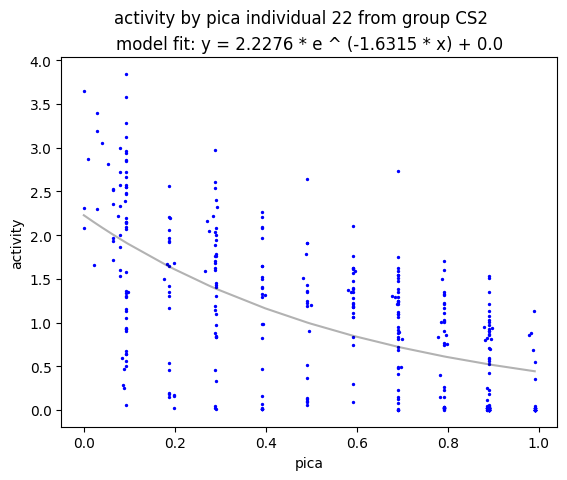 activity by pica individual 22 from group CS2
model fit: y = 2.2276 * e ^ (-1.6315 * x) + 0.0
4.0
3.5
3.0
2.5
2.0
1.5
1.0
0.5
0.0
activity
0.0 0.2 0.4 0.6 0.8 1.0
pica